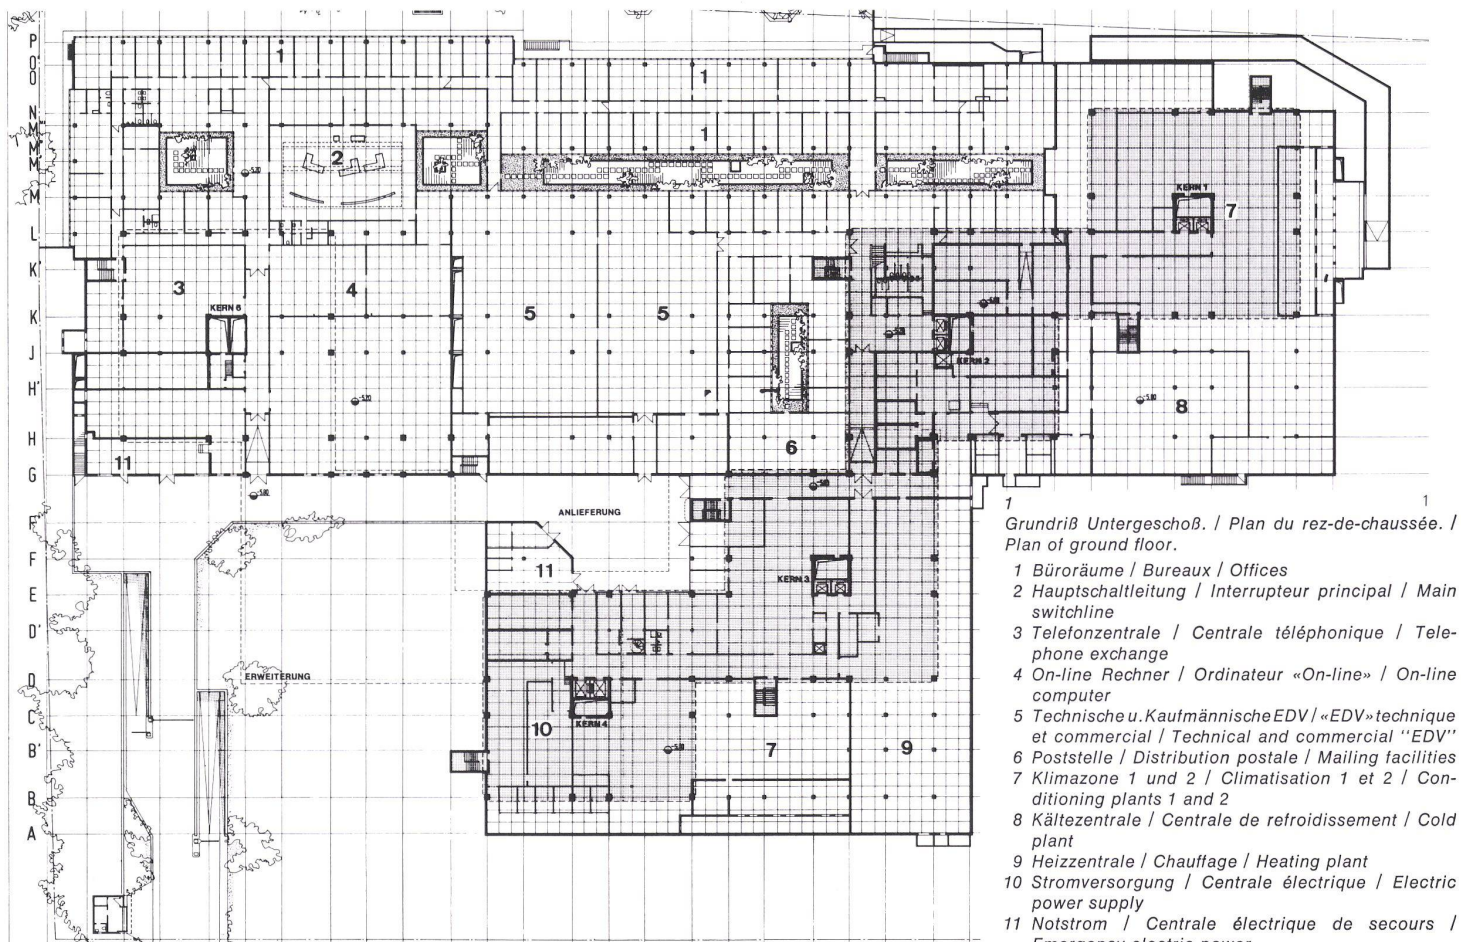 P
O'
O
N
M'''
M''
M'
M
L
K'
K
J
H'
H
G
F'
F
E
D'
D
C
B'
B
A
1
1
1
2
3
4
5
5
6
7
8
11
11
10
7
9
KERN 1
KERN 2
KERN 3
KERN 4
KERN 6
ANLIEFERUNG
ERWEITERUNG
1
1
Grundriß Untergeschoß. / Plan du rez-de-chaussée. /
Plan of ground floor.
1 Büroräume / Bureaux / Offices
2 Hauptschaltleitung / Interrupteur principal / Main
switchline
3 Telefonzentrale / Centrale téléphonique / Tele-
phone exchange
4 On-line Rechner / Ordinateur «On-line» / On-line
computer
5 Technische u. Kaufmännische EDV / «EDV» technique
et commercial / Technical and commercial ''EDV''
6 Poststelle / Distribution postale / Mailing facilities
7 Klimazone 1 und 2 / Climatisation 1 et 2 / Con-
ditioning plants 1 and 2
8 Kältezentrale / Centrale de refroidissement / Cold
plant
9 Heizzentrale / Chauffage / Heating plant
10 Stromversorgung / Centrale électrique / Electric
power supply
11 Notstrom / Centrale électrique de secours /